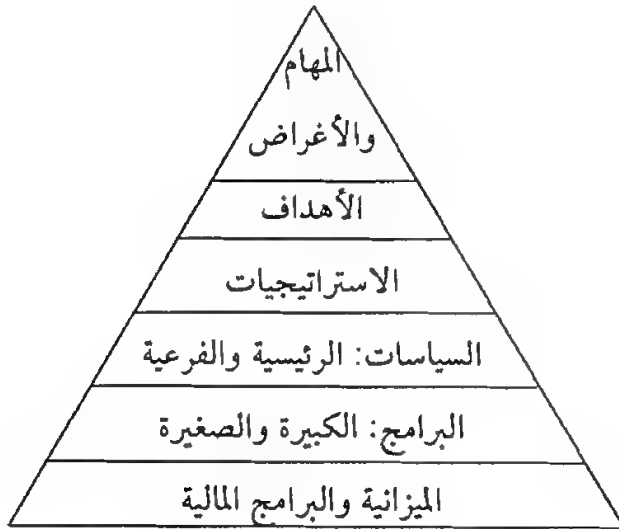 المهام
والأغراض
الأهداف
الاستراتيجيات
السياسات: الرئيسية والفرعية
البرامج: الكبيرة والصغيرة
الميزانية والبرامج المالية